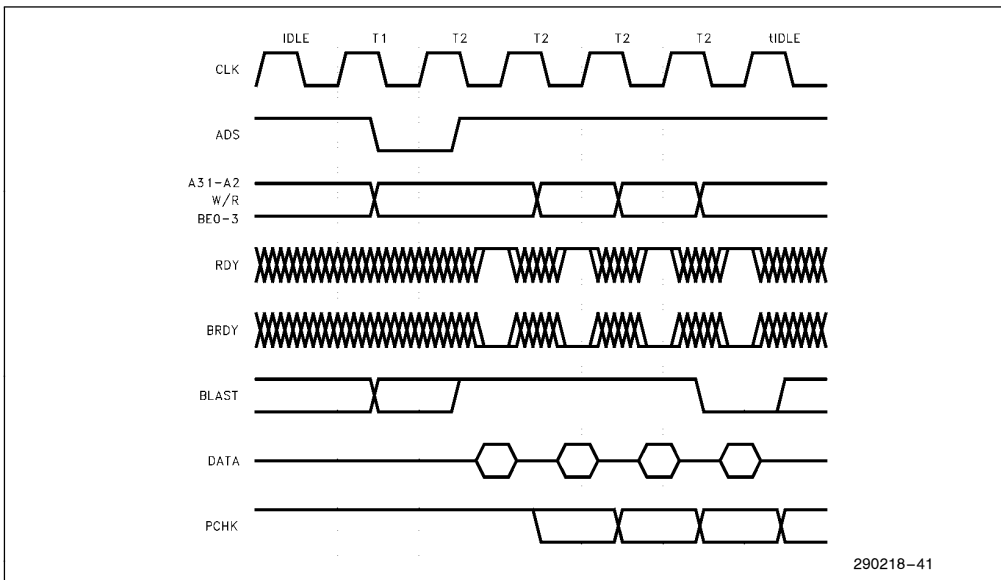 IDLE T1 T2 T2 T2 T2 tIDLE
CLK
ADS
A31-A2
W/R
BE0-3
RDY
BRDY
BLAST
DATA
PCHK
290218-41